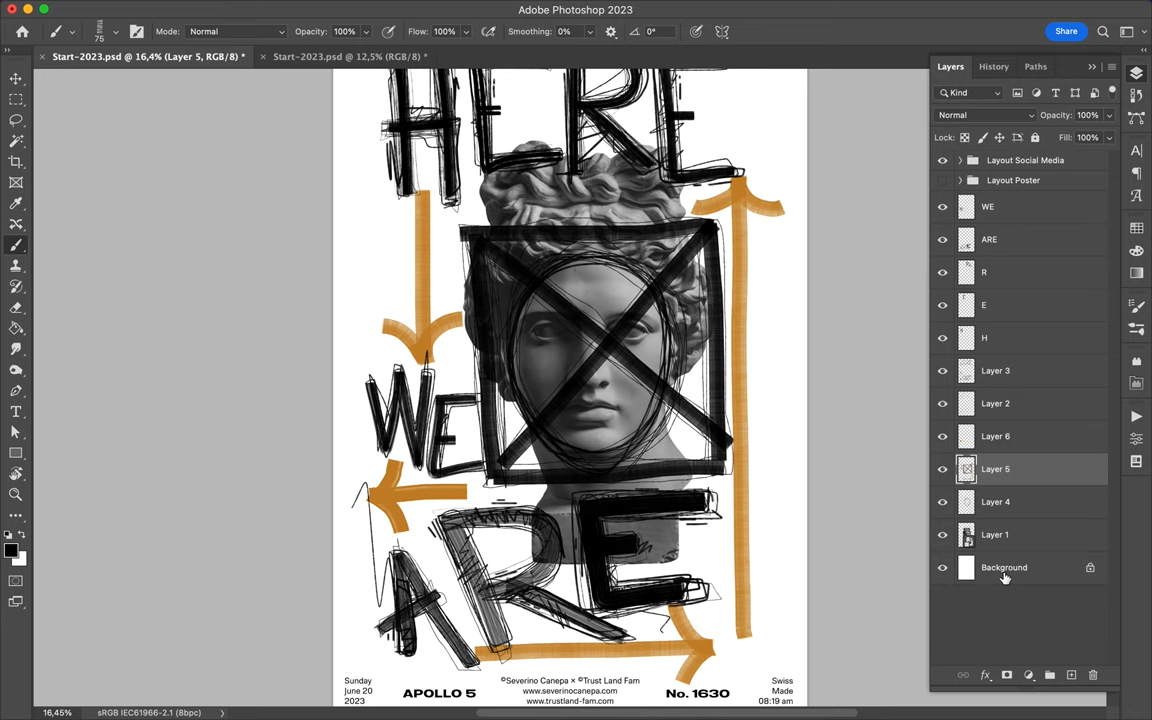 Adobe Photoshop 2023
75
Mode: Normal
Opacity: 100%
Flow: 100%
Smoothing: 0%
0°
Share
Start-2023.psd @ 16,4% (Layer 5, RGB/8) *
Start-2023.psd @ 12,5% (RGB/8) *
HERE
WE
ARE
Sunday
June 20
2023
APOLLO 5
©Severino Canepa × ©Trust Land Fam
www.severinocanepa.com
www.trustland-fam.com
No. 1630
Swiss
Made
08:19 am
Layers
History
Paths
Kind
Normal
Opacity: 100%
Lock:
Fill: 100%
Layout Social Media
Layout Poster
WE
ARE
R
E
H
Layer 3
Layer 2
Layer 6
Layer 5
Layer 4
Layer 1
Background
fx
16,45%
sRGB IEC61966-2.1 (8bpc)